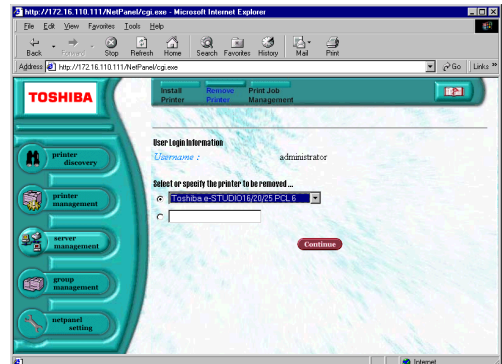 http://172.16.110.111/NetPanel/cgi.exe - Microsoft Internet Explorer
File Edit View Favorites Tools Help
Back Forward Stop Refresh Home Search Favorites History Mail Print
Address http://172.16.110.111/NetPanel/cgi.exe Go Links »
TOSHIBA
Install Printer
Remove Printer
Print Job Management
User Login Information
Username : administrator
Select or specify the printer to be removed ...
Toshiba e-STUDIO16/20/25 PCL 6
Continue
printer discovery
printer management
server management
group management
netpanel setting
Internet